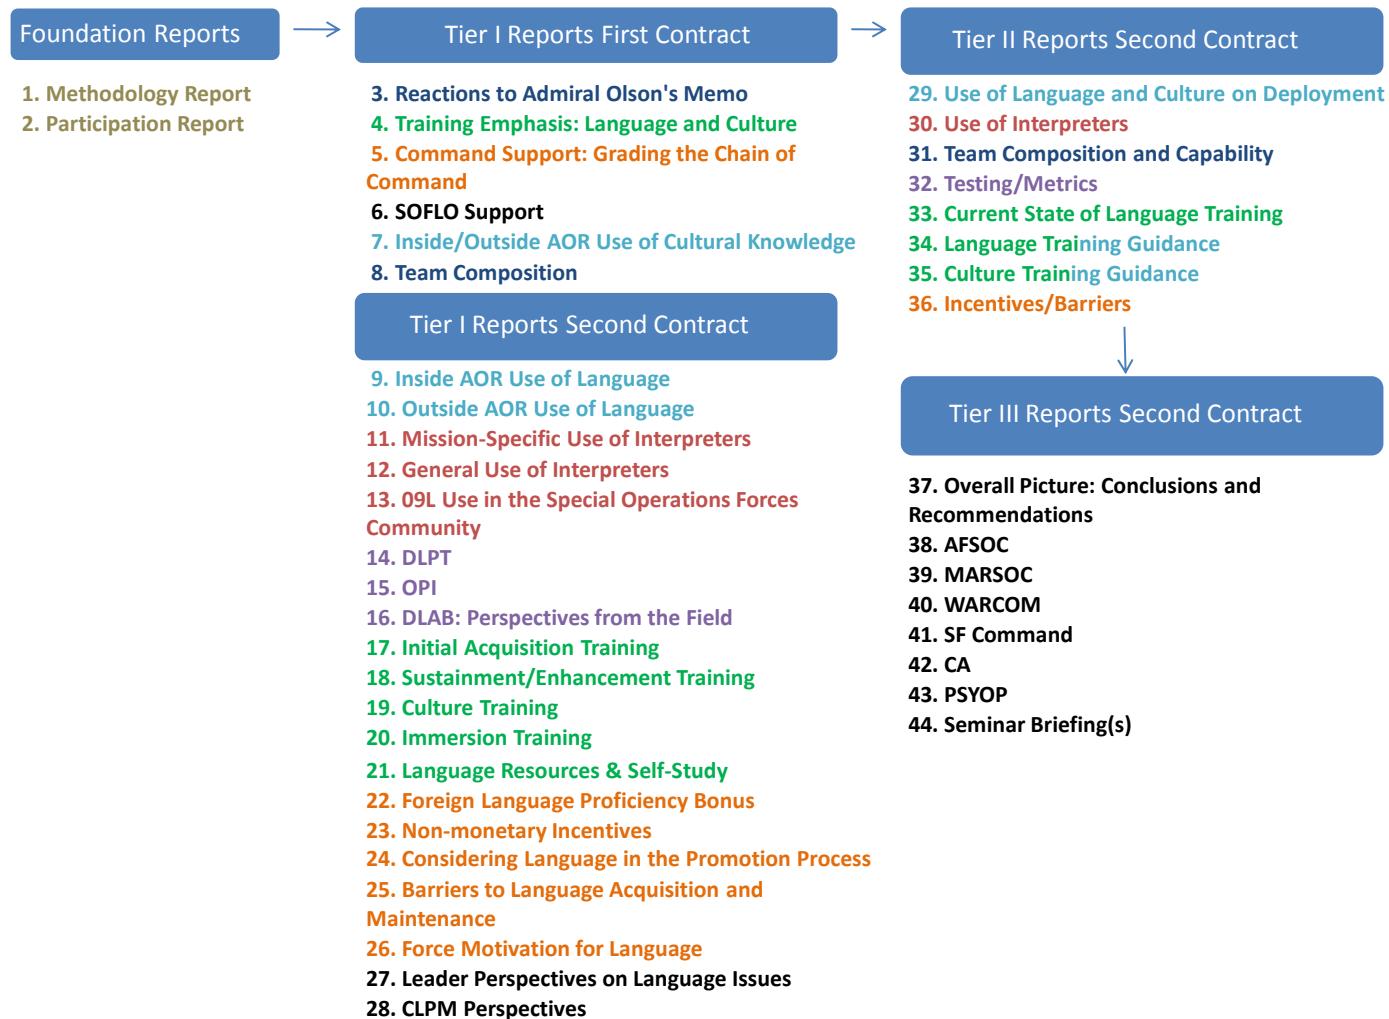 Foundation Reports
1. Methodology Report
2. Participation Report
Tier I Reports First Contract
3. Reactions to Admiral Olson's Memo
4. Training Emphasis: Language and Culture
5. Command Support: Grading the Chain of
Command
6. SOFLO Support
7. Inside/Outside AOR Use of Cultural Knowledge
8. Team Composition
Tier I Reports Second Contract
9. Inside AOR Use of Language
10. Outside AOR Use of Language
11. Mission-Specific Use of Interpreters
12. General Use of Interpreters
13. 09L Use in the Special Operations Forces
Community
14. DLPT
15. OPI
16. DLAB: Perspectives from the Field
17. Initial Acquisition Training
18. Sustainment/Enhancement Training
19. Culture Training
20. Immersion Training
21. Language Resources & Self-Study
22. Foreign Language Proficiency Bonus
23. Non-monetary Incentives
24. Considering Language in the Promotion Process
25. Barriers to Language Acquisition and
Maintenance
26. Force Motivation for Language
27. Leader Perspectives on Language Issues
28. CLPM Perspectives
Tier II Reports Second Contract
29. Use of Language and Culture on Deployment
30. Use of Interpreters
31. Team Composition and Capability
32. Testing/Metrics
33. Current State of Language Training
34. Language Training Guidance
35. Culture Training Guidance
36. Incentives/Barriers
Tier III Reports Second Contract
37. Overall Picture: Conclusions and
Recommendations
38. AFSOC
39. MARSOC
40. WARCOM
41. SF Command
42. CA
43. PSYOP
44. Seminar Briefing(s)